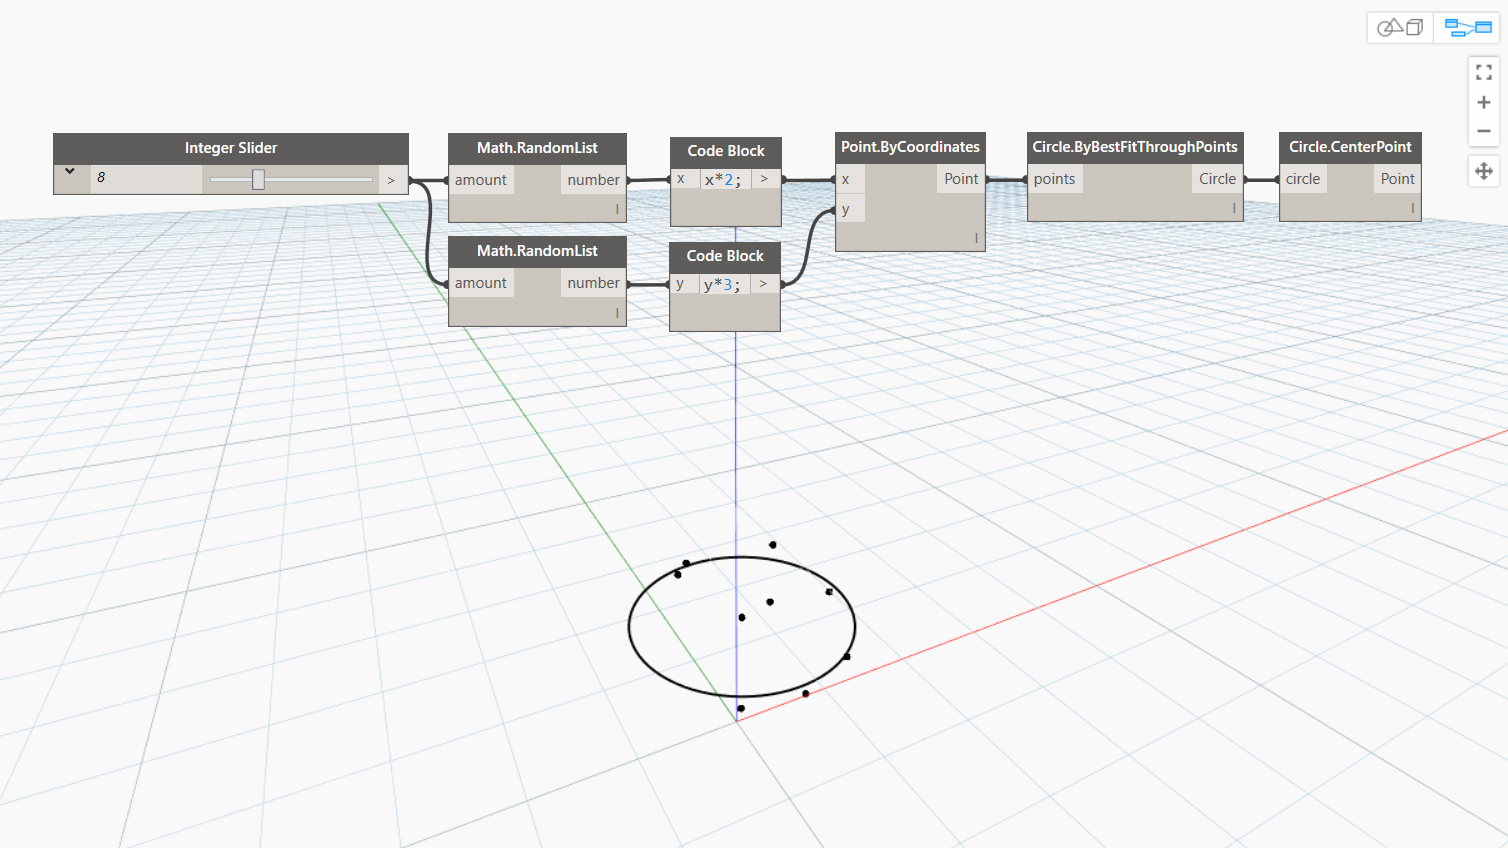 Integer Slider
8 >
Math.RandomList
amount number
l
Math.RandomList
amount number
l
Code Block
x x*2; >
Code Block
y y*3; >
Point.ByCoordinates
x Point
y
l
Circle.ByBestFitThroughPoints
points Circle
l
Circle.CenterPoint
circle Point
l